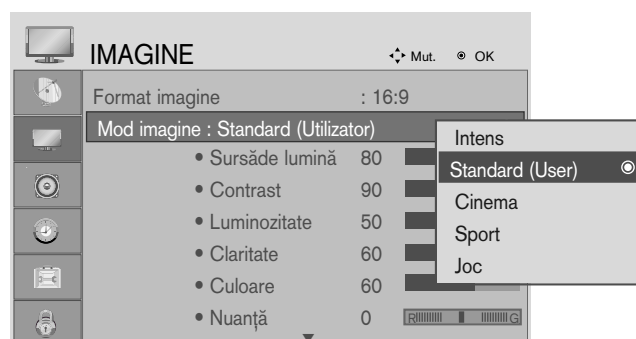 IMAGINE Mut. OK
Format imagine : 16:9
Mod imagine : Standard (Utilizator)
• Sursăde lumină 80
• Contrast 90
• Luminozitate 50
• Claritate 60
• Culoare 60
• Nuanță 0 R G
Intens
Standard (User)
Cinema
Sport
Joc